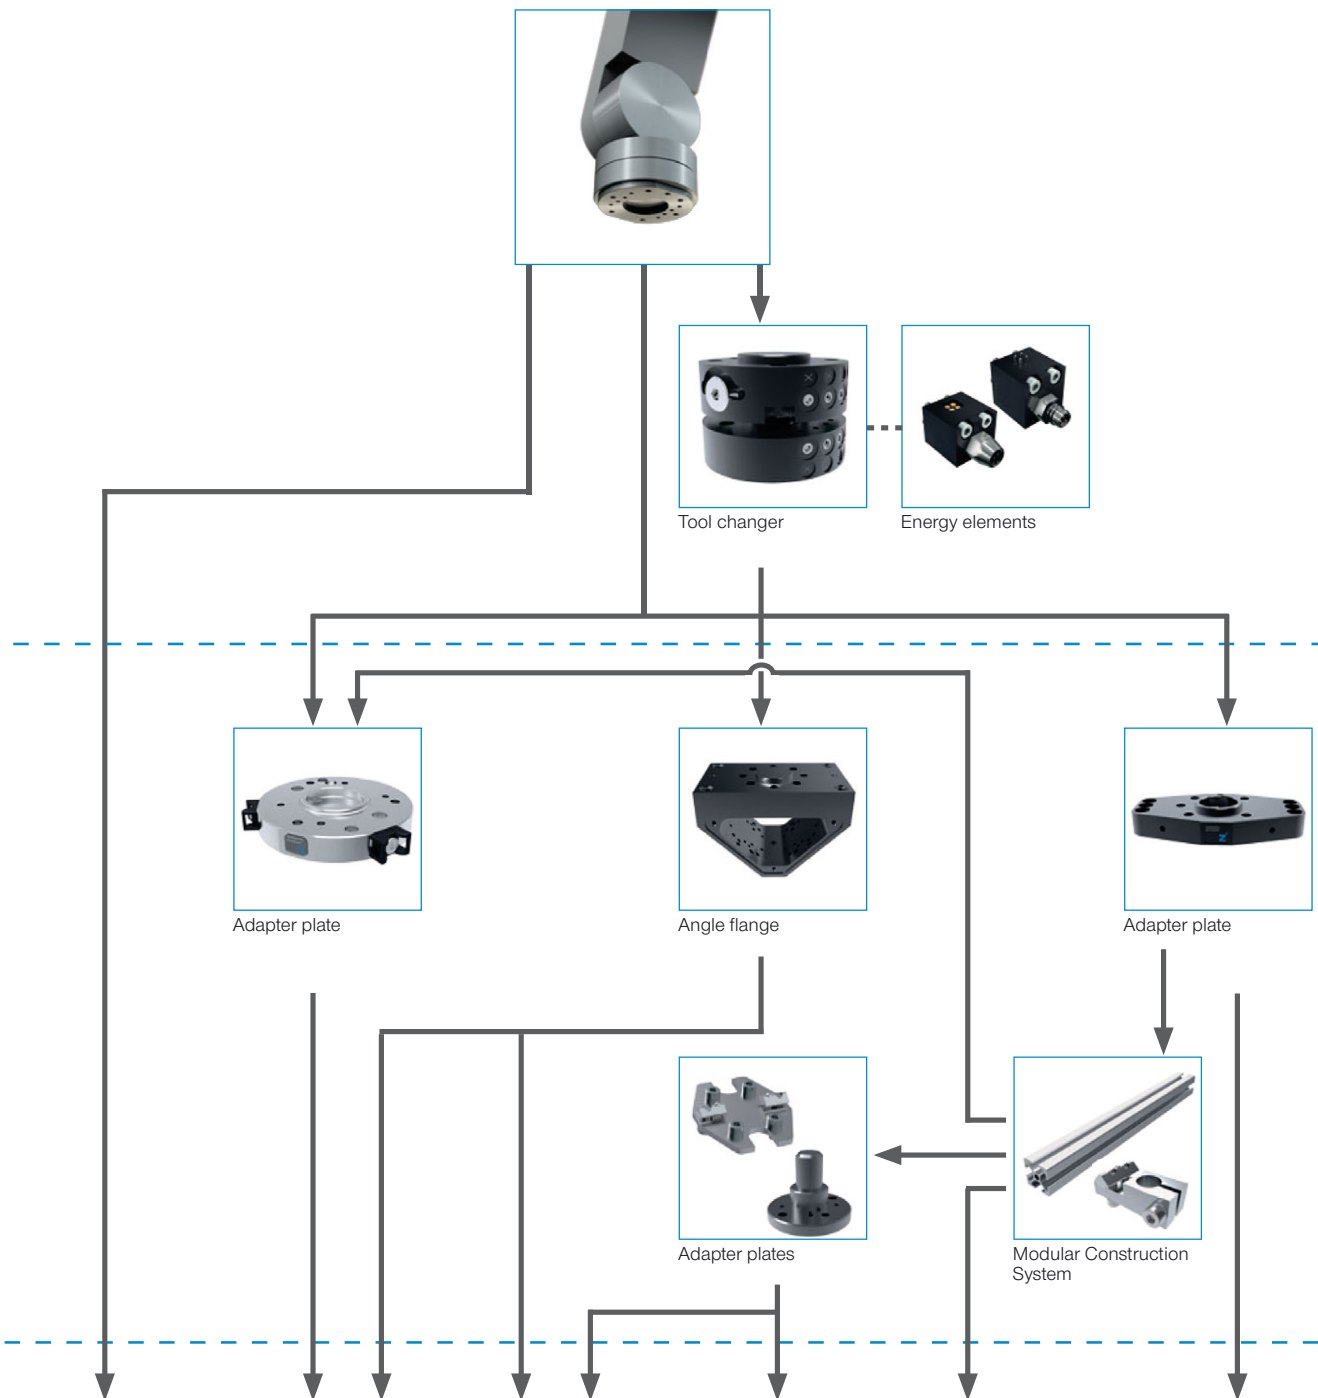 Tool changer
Energy elements
Adapter plate
Angle flange
Adapter plate
Adapter plates
Modular Construction
System